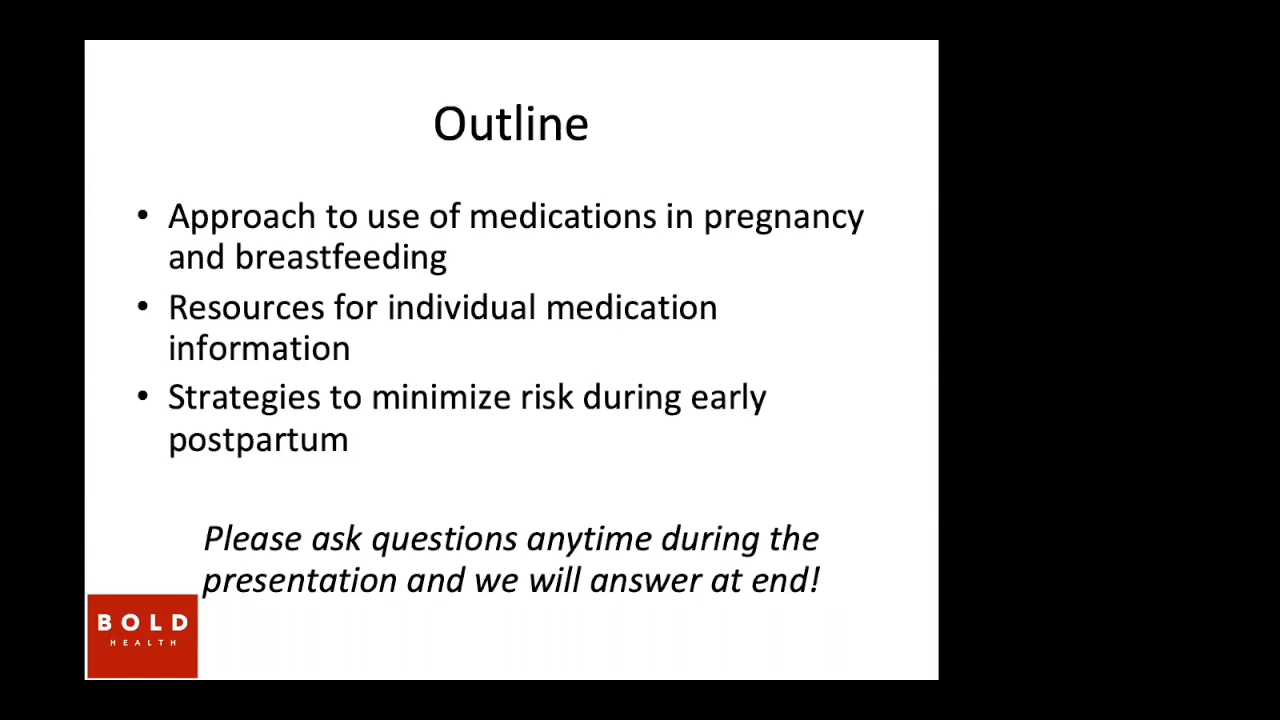 Outline
• Approach to use of medications in pregnancy
and breastfeeding
• Resources for individual medication
information
• Strategies to minimize risk during early
postpartum
Please ask questions anytime during the
presentation and we will answer at end!
BOLD
HEALTH